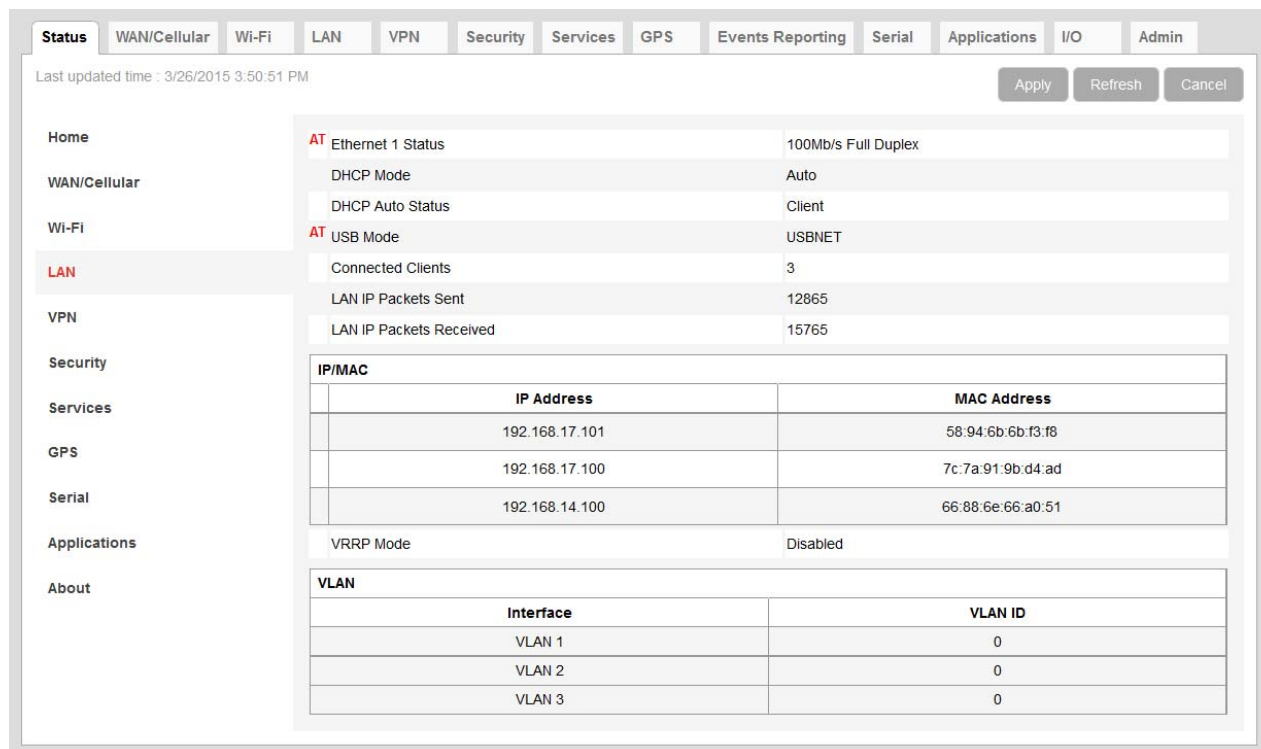 Status WAN/Cellular Wi-Fi LAN VPN Security Services GPS Events Reporting Serial Applications I/O Admin
Last updated time : 3/26/2015 3:50:51 PM
Apply Refresh Cancel
Home
WAN/Cellular
Wi-Fi
LAN
VPN
Security
Services
GPS
Serial
Applications
About
AT Ethernet 1 Status 100Mb/s Full Duplex
DHCP Mode Auto
DHCP Auto Status Client
AT USB Mode USBNET
Connected Clients 3
LAN IP Packets Sent 12865
LAN IP Packets Received 15765
IP/MAC
IP Address MAC Address
192.168.17.101 58:94:6b:6b:f3:f8
192.168.17.100 7c:7a:91:9b:d4:ad
192.168.14.100 66:88:6e:66:a0:51
VRRP Mode Disabled
VLAN
Interface VLAN ID
VLAN 1 0
VLAN 2 0
VLAN 3 0